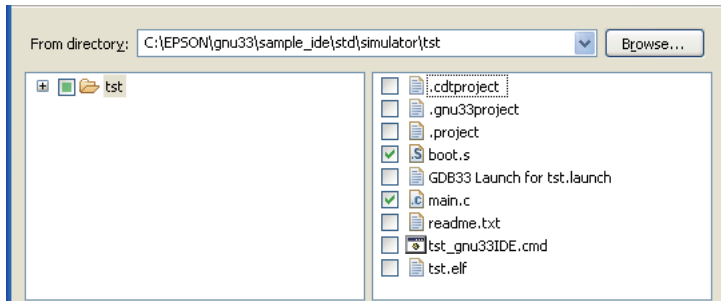 From directory: C:\EPSON\gnu33\sample_ide\std\simulator\tst Browse...
tst
.cdtproject
.gnu33project
.project
boot.s
GDB33 Launch for tst.launch
main.c
readme.txt
tst_gnu33IDE.cmd
tst.elf